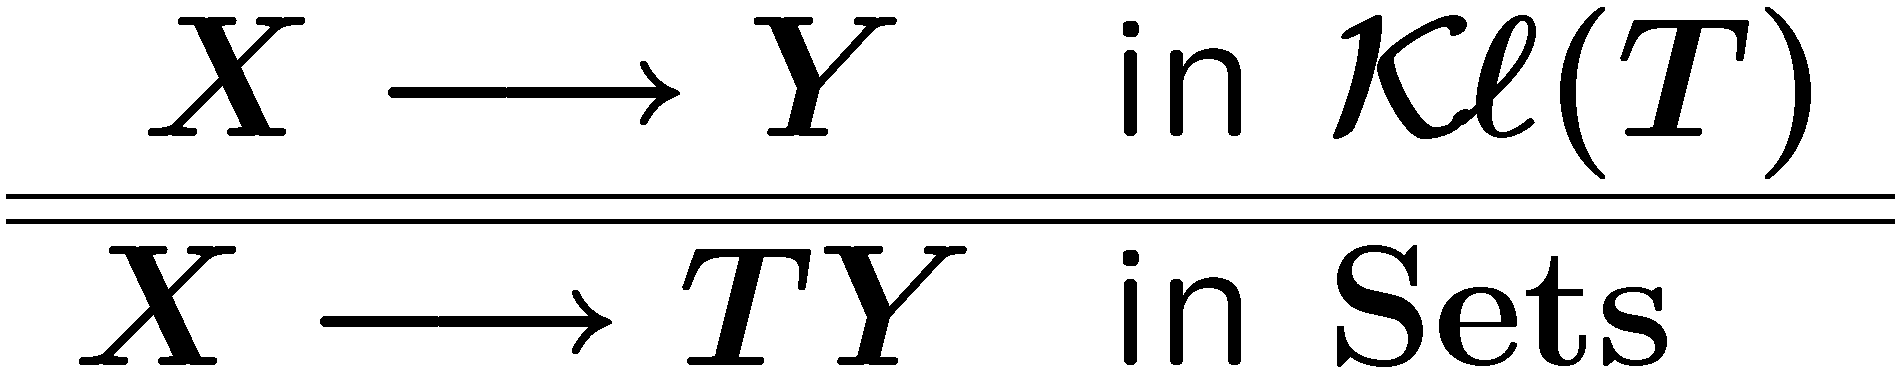 X ⟶ Y in 𝒦ℓ(T)
X ⟶ TY in Sets